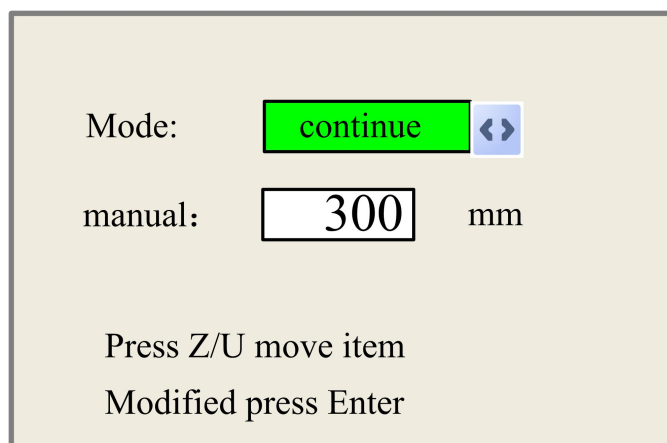 Mode: continue
manual： 300 mm
Press Z/U move item
Modified press Enter